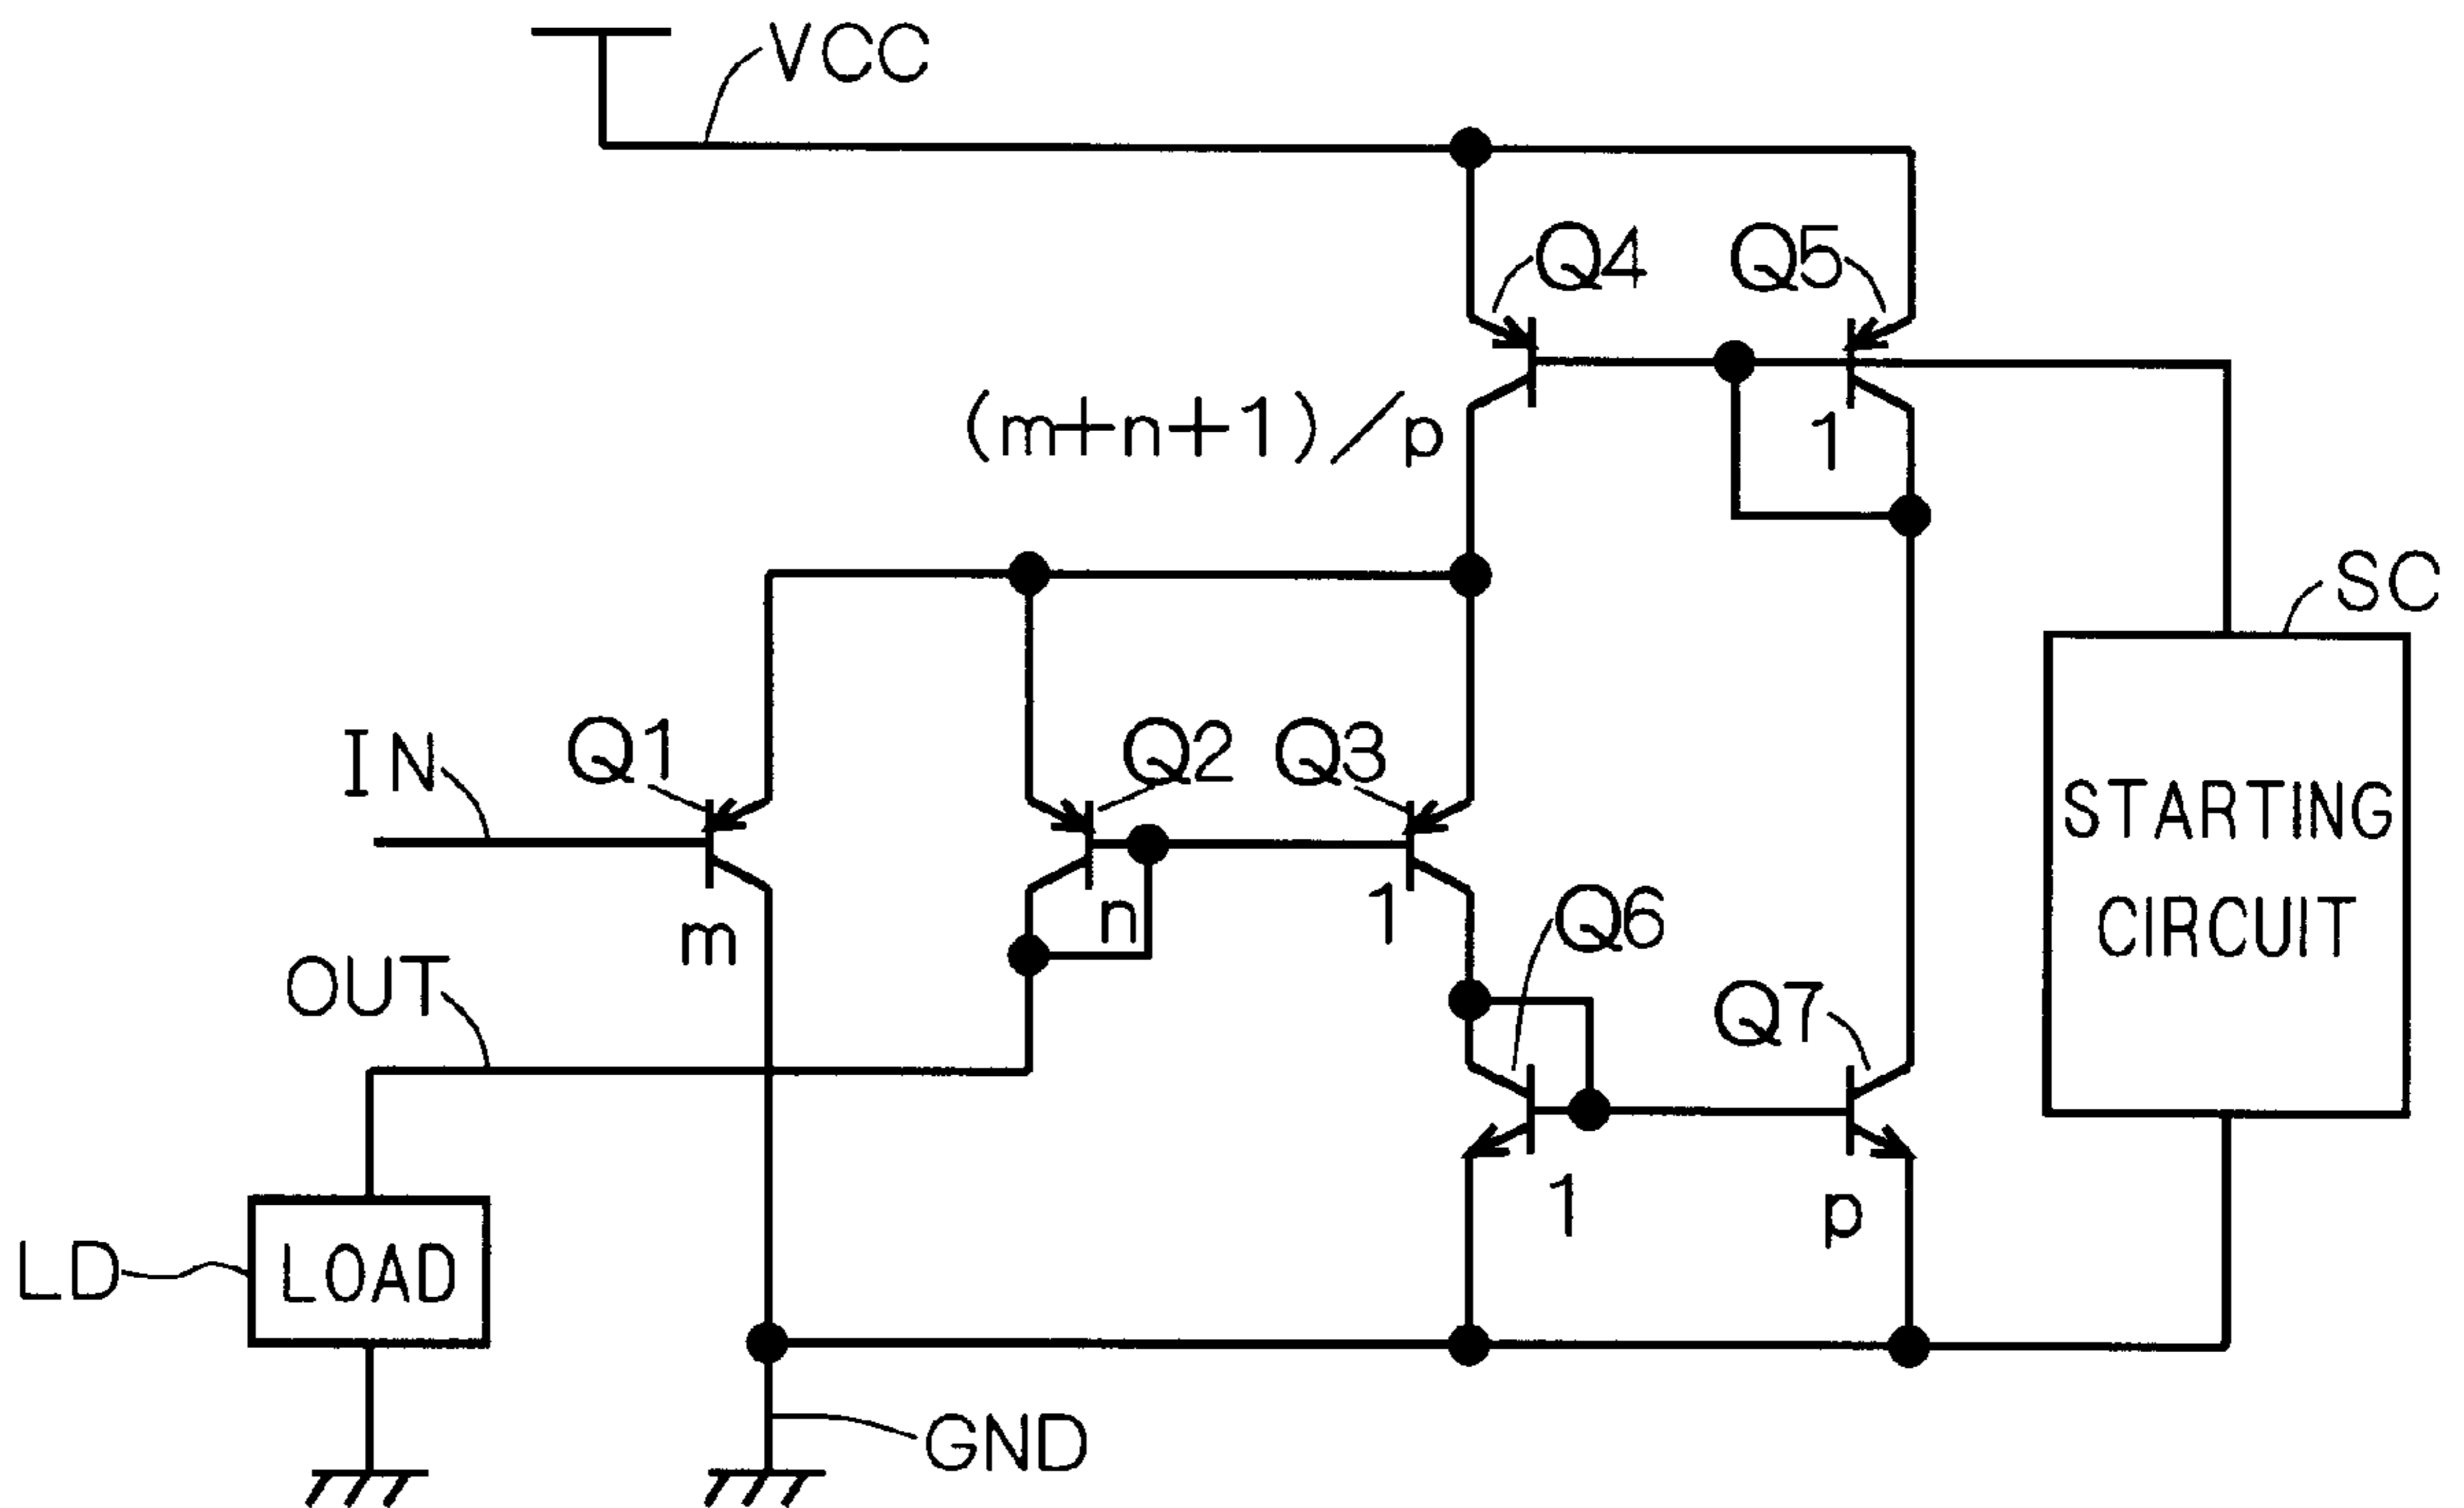 VCC
Q4
Q5
(m+n+1)/p
1
SC
IN
Q1
Q2
Q3
STARTING
CIRCUIT
m
n
1
Q6
OUT
Q7
1
p
LD
LOAD
GND